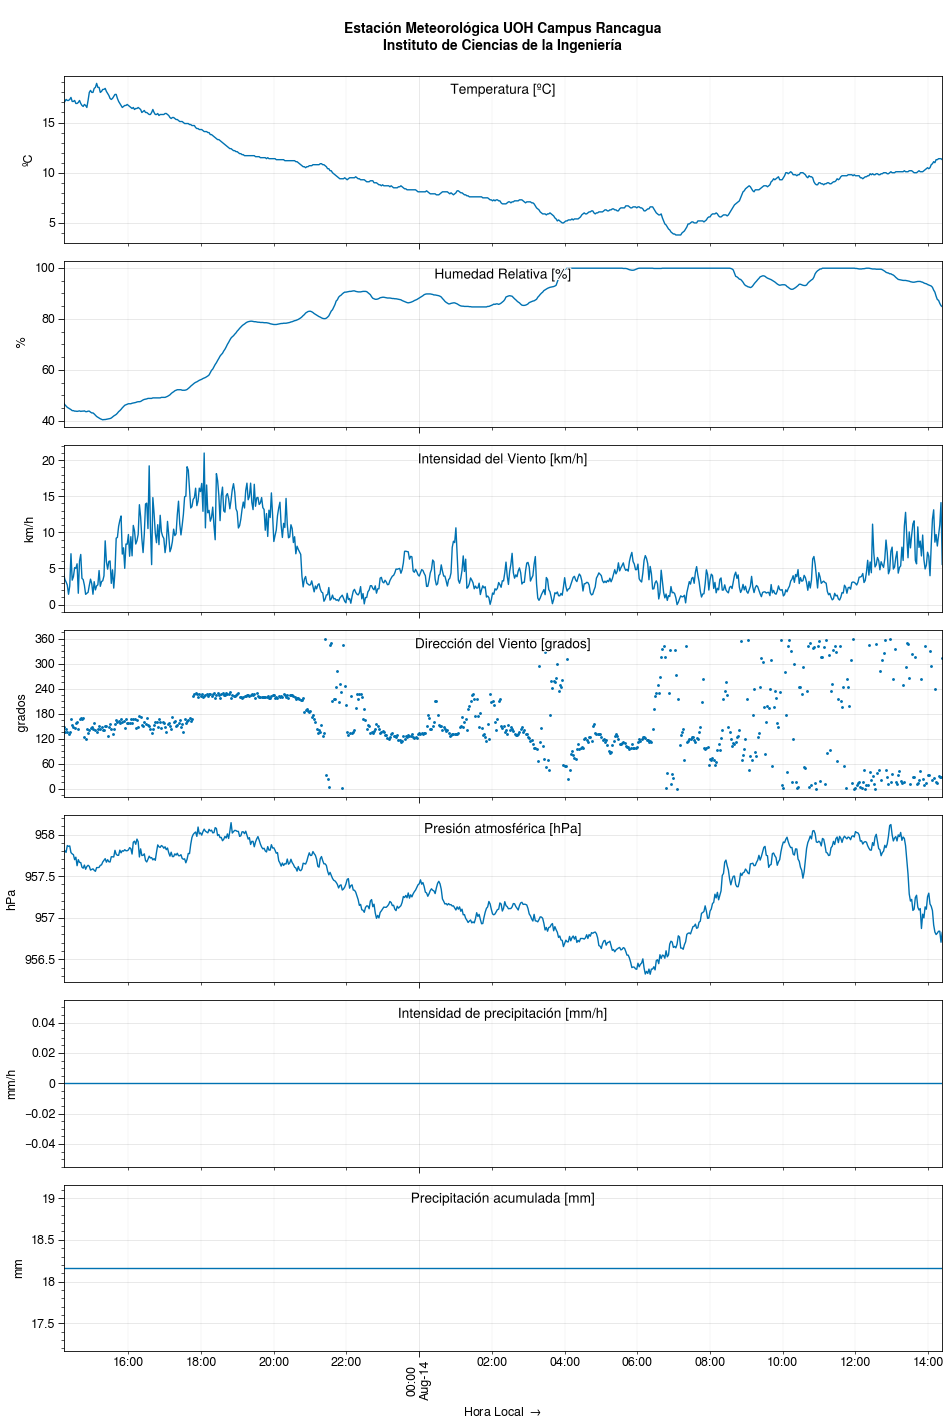 Estación Meteorológica UOH Campus Rancagua
Instituto de Ciencias de la Ingeniería
Temperatura [ºC]
ºC
15
10
5
Humedad Relativa [%]
%
100
80
60
40
Intensidad del Viento [km/h]
km/h
20
15
10
5
0
Dirección del Viento [grados]
grados
360
300
240
180
120
60
0
Presión atmosférica [hPa]
hPa
958
957.5
957
956.5
Intensidad de precipitación [mm/h]
mm/h
0.04
0.02
0
−0.02
−0.04
Precipitación acumulada [mm]
mm
19
18.5
18
17.5
16:00 18:00 20:00 22:00 00:00 02:00 04:00 06:00 08:00 10:00 12:00 14:00
Aug-14
Hora Local →